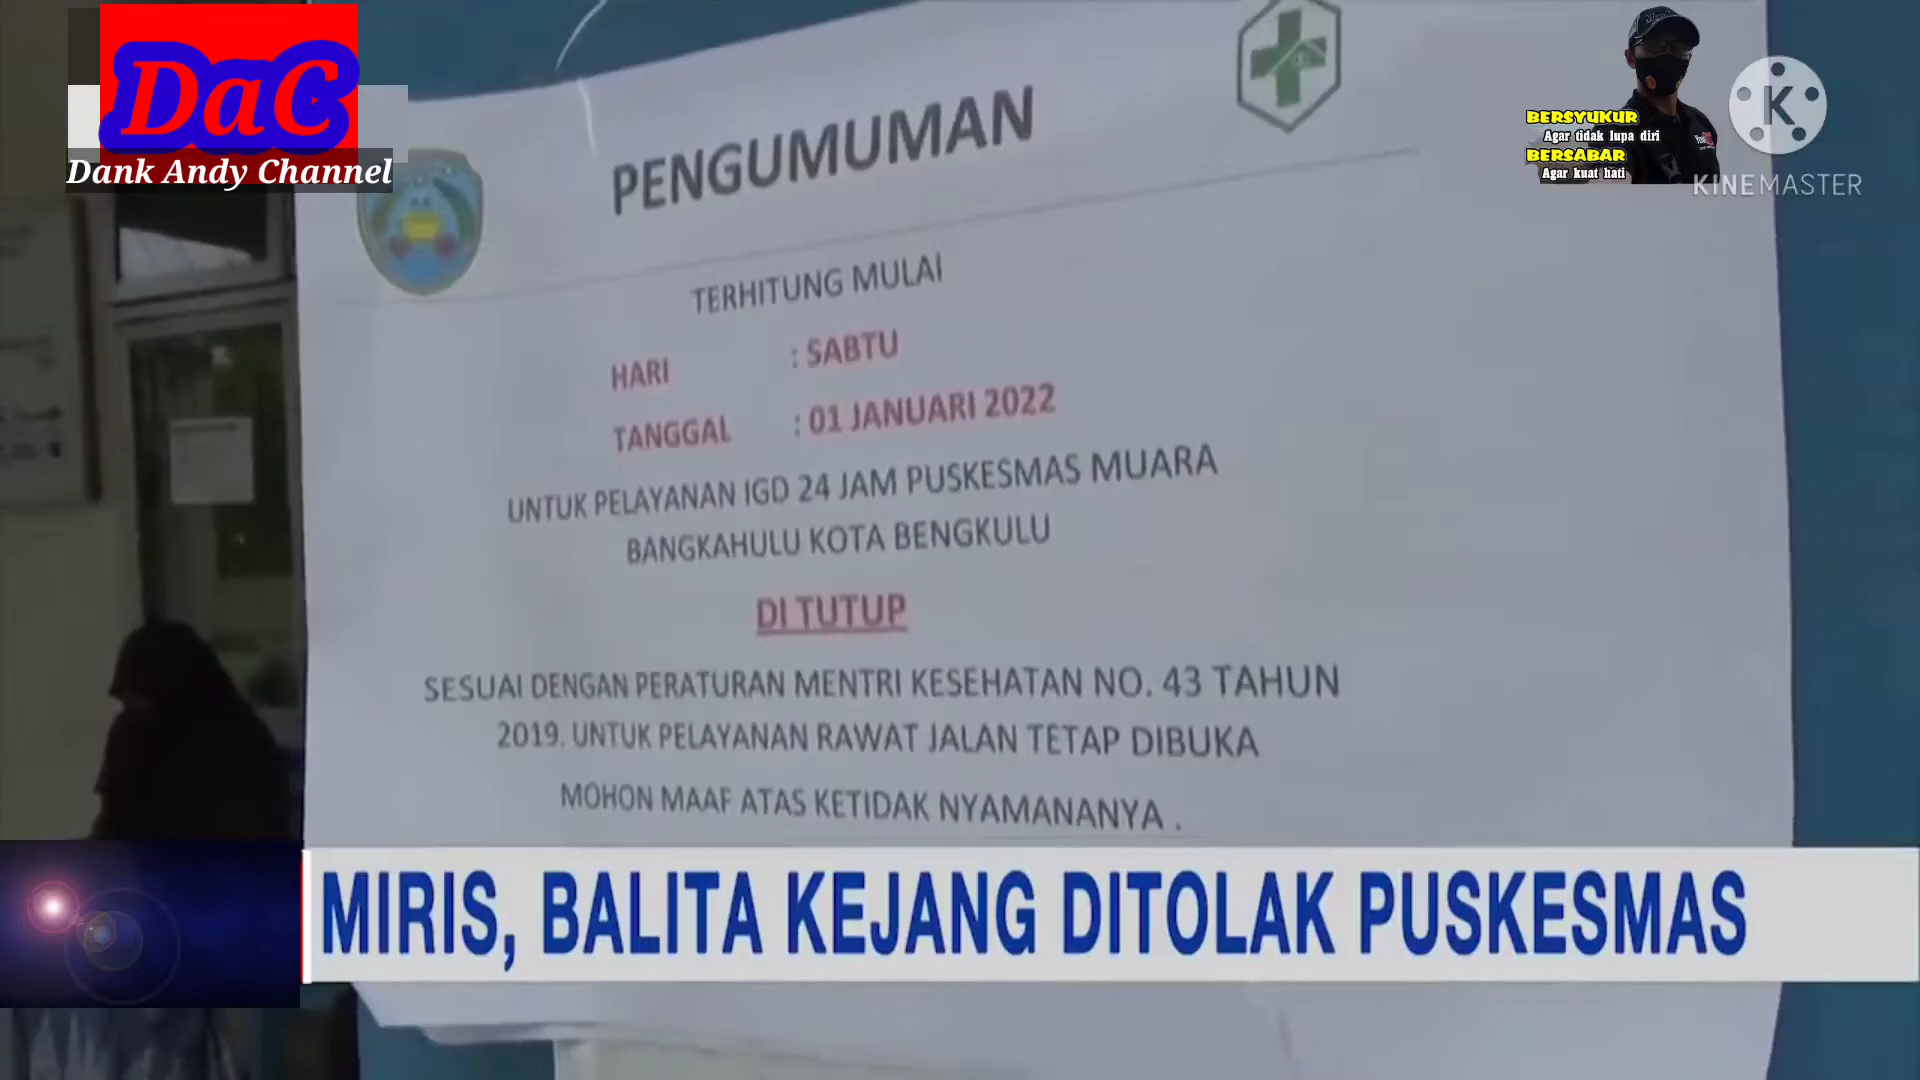 DaC
Dank Andy Channel
BERSYUKUR
Agar tidak lupa diri
BERSABAR
Agar kuat hati
K
KINEMASTER
PENGUMUMAN
TERHITUNG MULAI
HARI : SABTU
TANGGAL : 01 JANUARI 2022
UNTUK PELAYANAN IGD 24 JAM PUSKESMAS MUARA
BANGKAHULU KOTA BENGKULU
DI TUTUP
SESUAI DENGAN PERATURAN MENTRI KESEHATAN NO. 43 TAHUN
2019. UNTUK PELAYANAN RAWAT JALAN TETAP DIBUKA
MOHON MAAF ATAS KETIDAK NYAMANANYA .
MIRIS, BALITA KEJANG DITOLAK PUSKESMAS